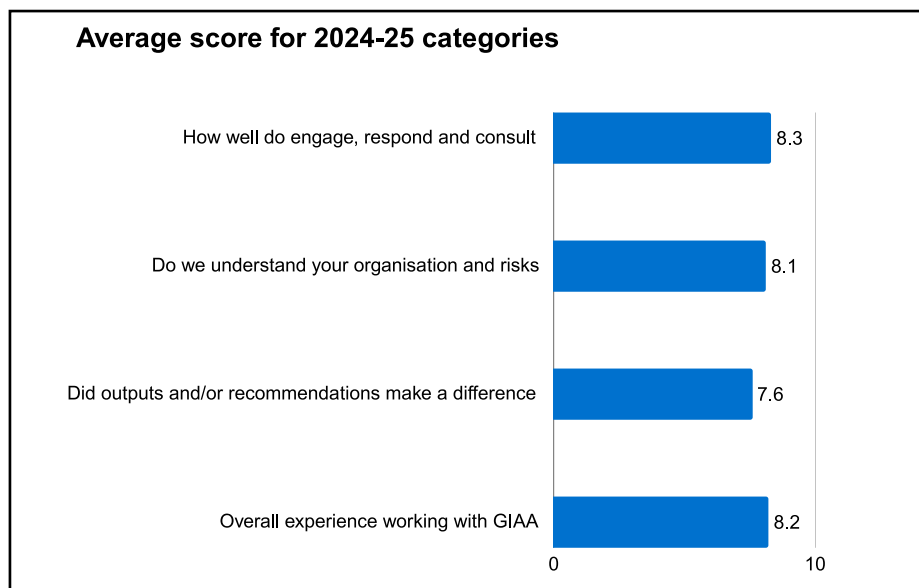 Average score for 2024-25 categories
How well do engage, respond and consult
8.3
Do we understand your organisation and risks
8.1
Did outputs and/or recommendations make a difference
7.6
Overall experience working with GIAA
8.2
0
10